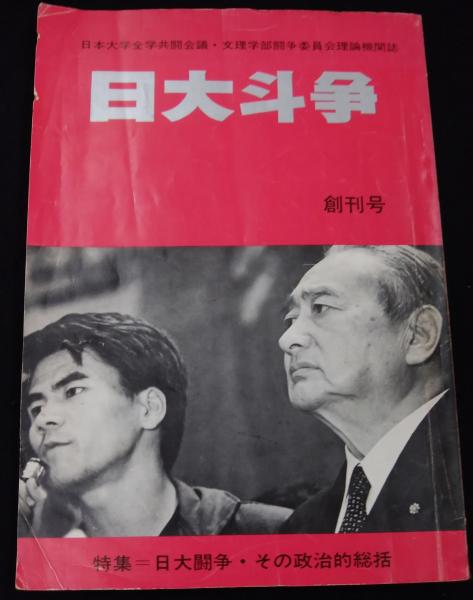 日本大学全学共闘会議・文理学部闘争委員会理論機関誌
日大斗争
創刊号
特集＝日大闘争・その政治的総括